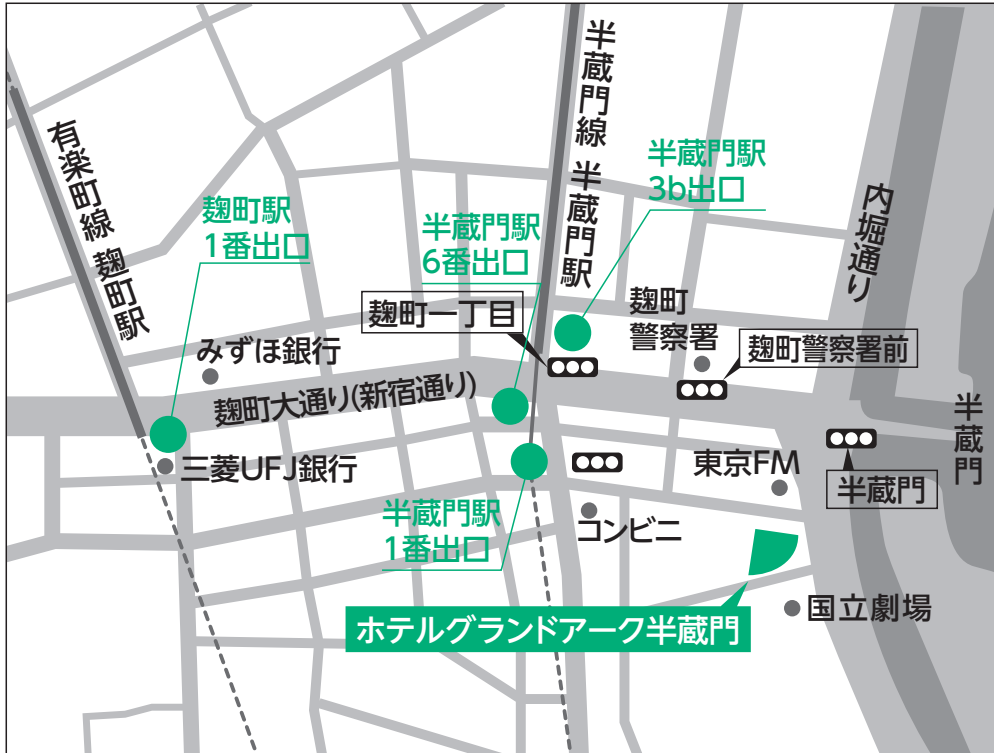 有楽町線 麹町駅
半蔵門線 半蔵門駅
半蔵門駅
3b出口
内堀通り
麹町駅
1番出口
半蔵門駅
6番出口
麹町一丁目
麹町
警察署
麹町警察署前
みずほ銀行
麹町大通り(新宿通り)
半蔵門
三菱UFJ銀行
東京FM
半蔵門
半蔵門駅
1番出口
コンビニ
ホテルグランドアーク半蔵門
国立劇場